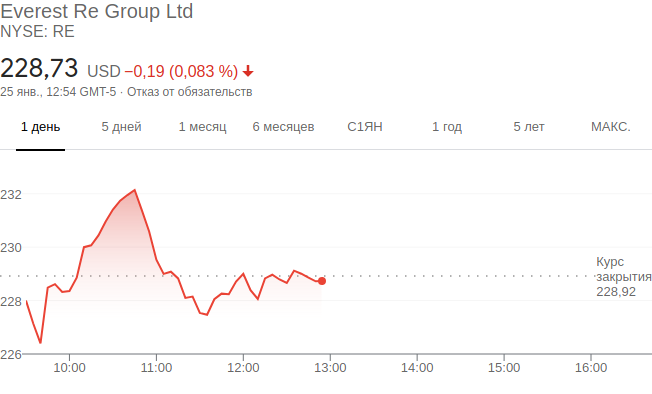 Everest Re Group Ltd
NYSE: RE
228,73 USD −0,19 (0,083 %)
25 янв., 12:54 GMT-5 · Отказ от обязательств
1 день 5 дней 1 месяц 6 месяцев С1ЯН 1 год 5 лет МАКС.
232
230
Курс
закрытия
228,92
228
226
10:00 11:00 12:00 13:00 14:00 15:00 16:00